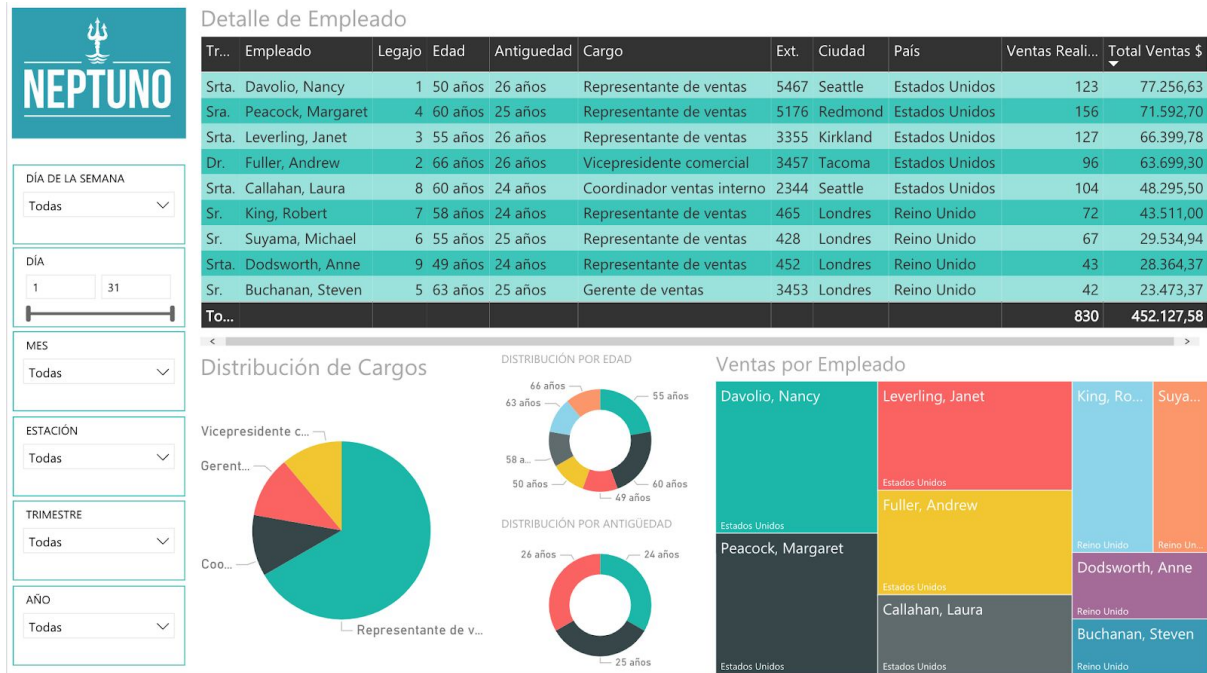 NEPTUNO
DÍA DE LA SEMANA
Todas
DÍA
1 31
MES
Todas
ESTACIÓN
Todas
TRIMESTRE
Todas
AÑO
Todas
Detalle de Empleado
Tr... Empleado Legajo Edad Antiguedad Cargo Ext. Ciudad País Ventas Reali... Total Ventas $
Srta. Davolio, Nancy 1 50 años 26 años Representante de ventas 5467 Seattle Estados Unidos 123 77.256,63
Sra. Peacock, Margaret 4 60 años 25 años Representante de ventas 5176 Redmond Estados Unidos 156 71.592,70
Srta. Leverling, Janet 3 55 años 26 años Representante de ventas 3355 Kirkland Estados Unidos 127 66.399,78
Dr. Fuller, Andrew 2 66 años 26 años Vicepresidente comercial 3457 Tacoma Estados Unidos 96 63.699,30
Srta. Callahan, Laura 8 60 años 24 años Coordinador ventas interno 2344 Seattle Estados Unidos 104 48.295,50
Sr. King, Robert 7 58 años 24 años Representante de ventas 465 Londres Reino Unido 72 43.511,00
Sr. Suyama, Michael 6 55 años 25 años Representante de ventas 428 Londres Reino Unido 67 29.534,94
Srta. Dodsworth, Anne 9 49 años 24 años Representante de ventas 452 Londres Reino Unido 43 28.364,37
Sr. Buchanan, Steven 5 63 años 25 años Gerente de ventas 3453 Londres Reino Unido 42 23.473,37
To... 830 452.127,58
Distribución de Cargos
Vicepresidente c...
Gerent...
Coo...
Representante de v...
DISTRIBUCIÓN POR EDAD
66 años
55 años
63 años
58 a...
50 años
60 años
49 años
DISTRIBUCIÓN POR ANTIGÜEDAD
26 años
24 años
25 años
Ventas por Empleado
Davolio, Nancy
Estados Unidos
Peacock, Margaret
Estados Unidos
Leverling, Janet
Estados Unidos
Fuller, Andrew
Estados Unidos
Callahan, Laura
Estados Unidos
King, Ro...
Reino Unido
Suya...
Reino Un...
Dodsworth, Anne
Reino Unido
Buchanan, Steven
Reino Unido